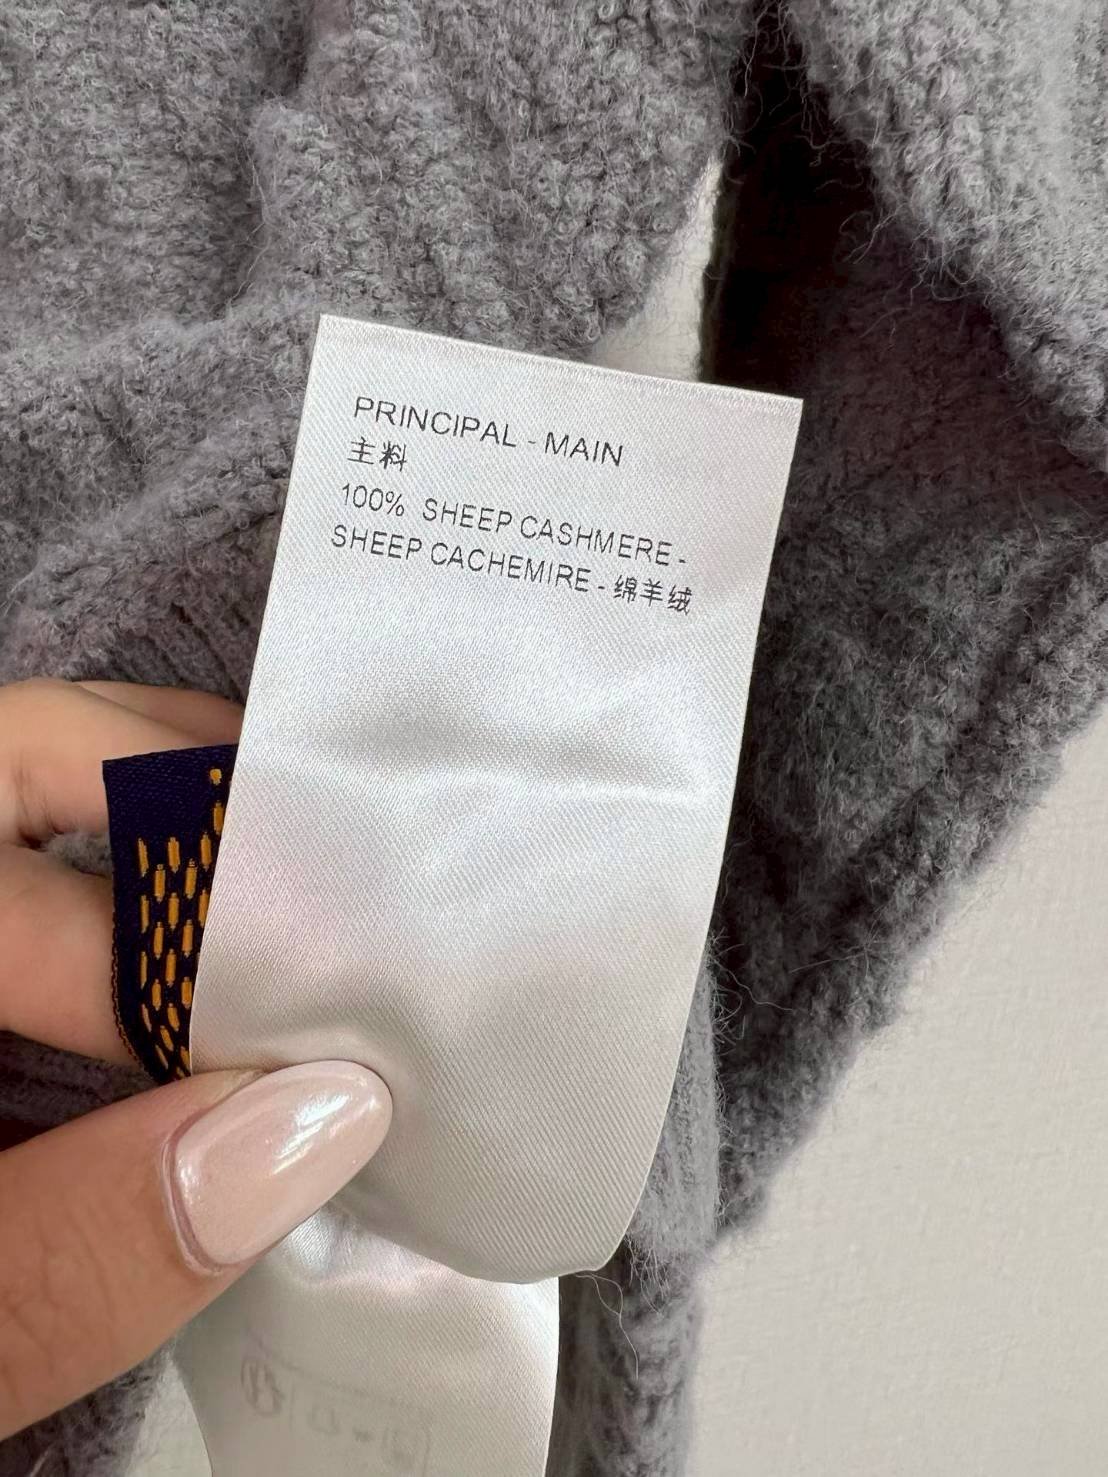 PRINCIPAL - MAIN
主料
100% SHEEP CASHMERE -
SHEEP CACHEMIRE - 绵羊绒